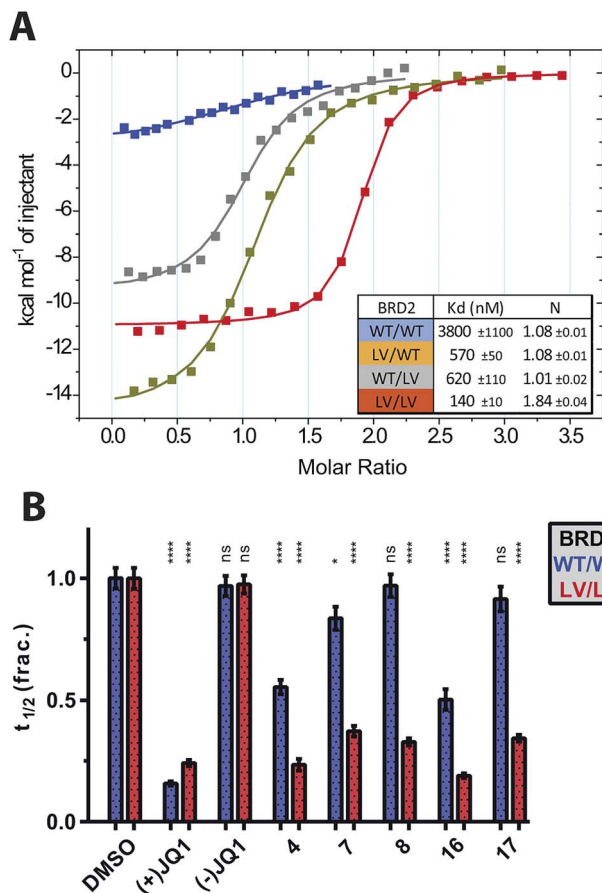 A
0
-2
-4
-6
-8
-10
-12
-14
kcal mol⁻¹ of injectant
BRD2 Kd (nM) N
WT/WT 3800 ±1100 1.08 ±0.01
LV/WT 570 ±50 1.08 ±0.01
WT/LV 620 ±110 1.01 ±0.02
LV/LV 140 ±10 1.84 ±0.04
0.0 0.5 1.0 1.5 2.0 2.5 3.0 3.5
Molar Ratio
B
**** **** ns ns **** **** * **** ns **** **** **** ns ****
BRD
WT/W
LV/L
1.0
0.5
0.0
t1/2 (frac.)
DMSO (+)JQ1 (-)JQ1 4 7 8 16 17